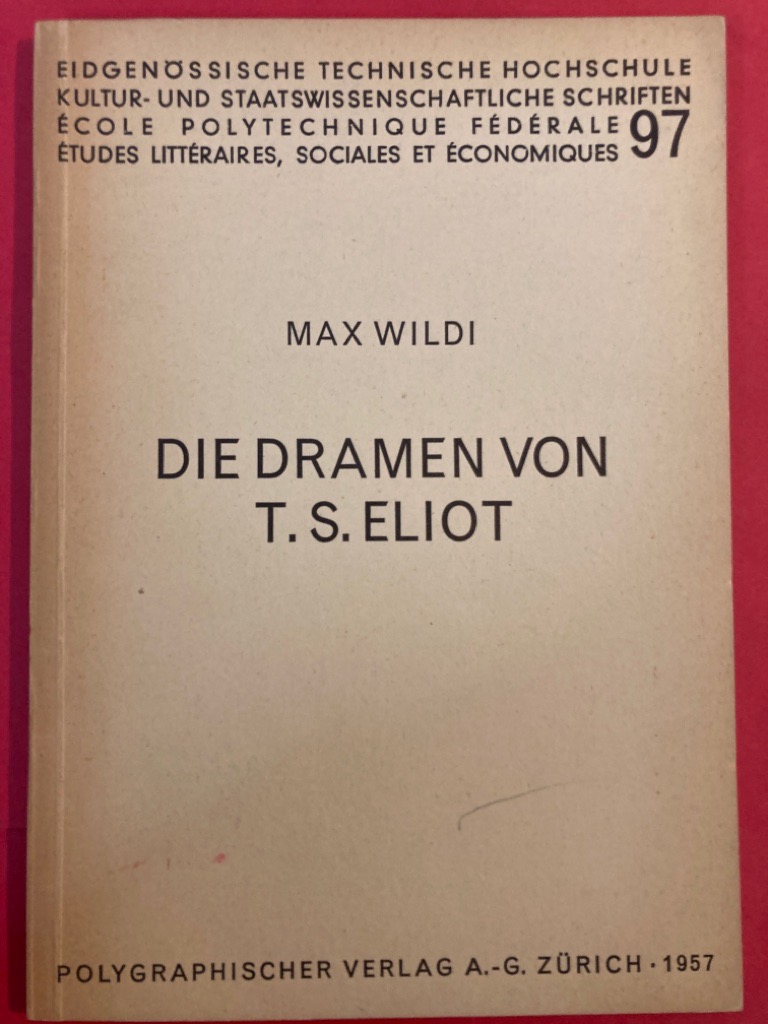 EIDGENÖSSISCHE TECHNISCHE HOCHSCHULE
KULTUR- UND STAATSWISSENSCHAFTLICHE SCHRIFTEN
ÉCOLE POLYTECHNIQUE FÉDÉRALE
ÉTUDES LITTÉRAIRES, SOCIALES ET ÉCONOMIQUES 97
MAX WILDI
DIE DRAMEN VON
T. S. ELIOT
POLYGRAPHISCHER VERLAG A.-G. ZÜRICH · 1957